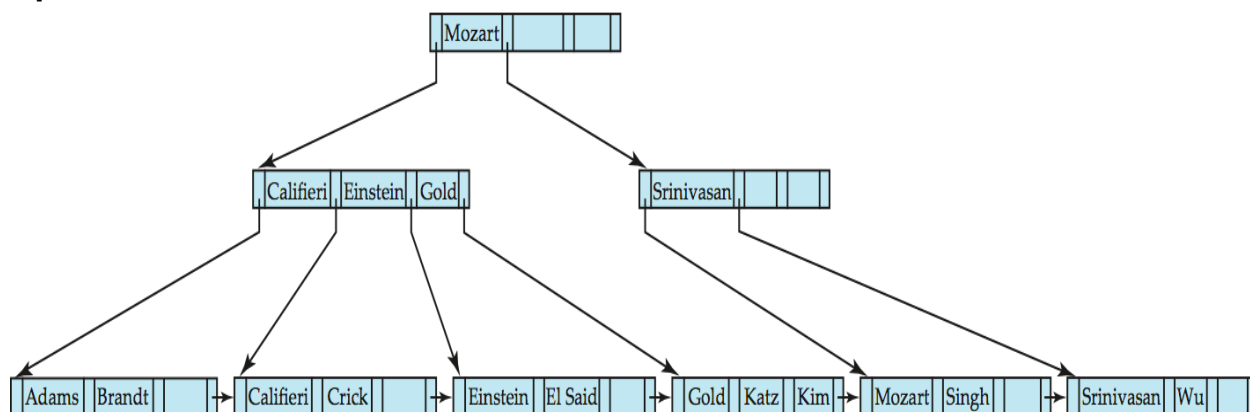 Mozart
Califieri Einstein Gold
Srinivasan
Adams Brandt
Califieri Crick
Einstein El Said
Gold Katz Kim
Mozart Singh
Srinivasan Wu